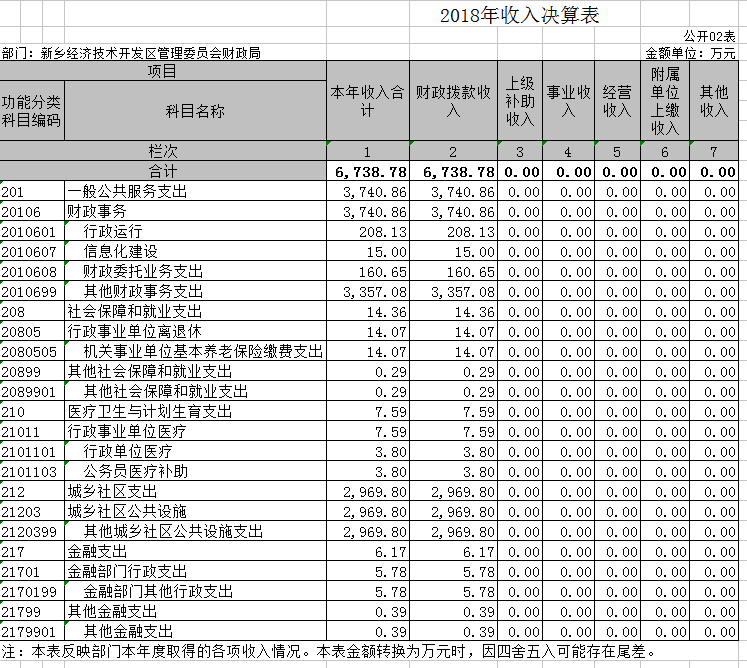 2018年收入决算表
公开02表
部门：新乡经济技术开发区管理委员会财政局 金额单位：万元
项目 本年收入合计 财政拨款收入 上级补助收入 事业收入 经营收入 附属单位上缴收入 其他收入
功能分类科目编码 科目名称
栏次 1 2 3 4 5 6 7
合计 6,738.78 6,738.78 0.00 0.00 0.00 0.00 0.00
201 一般公共服务支出 3,740.86 3,740.86 0.00 0.00 0.00 0.00 0.00
20106 财政事务 3,740.86 3,740.86 0.00 0.00 0.00 0.00 0.00
2010601 行政运行 208.13 208.13 0.00 0.00 0.00 0.00 0.00
2010607 信息化建设 15.00 15.00 0.00 0.00 0.00 0.00 0.00
2010608 财政委托业务支出 160.65 160.65 0.00 0.00 0.00 0.00 0.00
2010699 其他财政事务支出 3,357.08 3,357.08 0.00 0.00 0.00 0.00 0.00
208 社会保障和就业支出 14.36 14.36 0.00 0.00 0.00 0.00 0.00
20805 行政事业单位离退休 14.07 14.07 0.00 0.00 0.00 0.00 0.00
2080505 机关事业单位基本养老保险缴费支出 14.07 14.07 0.00 0.00 0.00 0.00 0.00
20899 其他社会保障和就业支出 0.29 0.29 0.00 0.00 0.00 0.00 0.00
2089901 其他社会保障和就业支出 0.29 0.29 0.00 0.00 0.00 0.00 0.00
210 医疗卫生与计划生育支出 7.59 7.59 0.00 0.00 0.00 0.00 0.00
21011 行政事业单位医疗 7.59 7.59 0.00 0.00 0.00 0.00 0.00
2101101 行政单位医疗 3.80 3.80 0.00 0.00 0.00 0.00 0.00
2101103 公务员医疗补助 3.80 3.80 0.00 0.00 0.00 0.00 0.00
212 城乡社区支出 2,969.80 2,969.80 0.00 0.00 0.00 0.00 0.00
21203 城乡社区公共设施 2,969.80 2,969.80 0.00 0.00 0.00 0.00 0.00
2120399 其他城乡社区公共设施支出 2,969.80 2,969.80 0.00 0.00 0.00 0.00 0.00
217 金融支出 6.17 6.17 0.00 0.00 0.00 0.00 0.00
21701 金融部门行政支出 5.78 5.78 0.00 0.00 0.00 0.00 0.00
2170199 金融部门其他行政支出 5.78 5.78 0.00 0.00 0.00 0.00 0.00
21799 其他金融支出 0.39 0.39 0.00 0.00 0.00 0.00 0.00
2179901 其他金融支出 0.39 0.39 0.00 0.00 0.00 0.00 0.00
注：本表反映部门本年度取得的各项收入情况。本表金额转换为万元时，因四舍五入可能存在尾差。